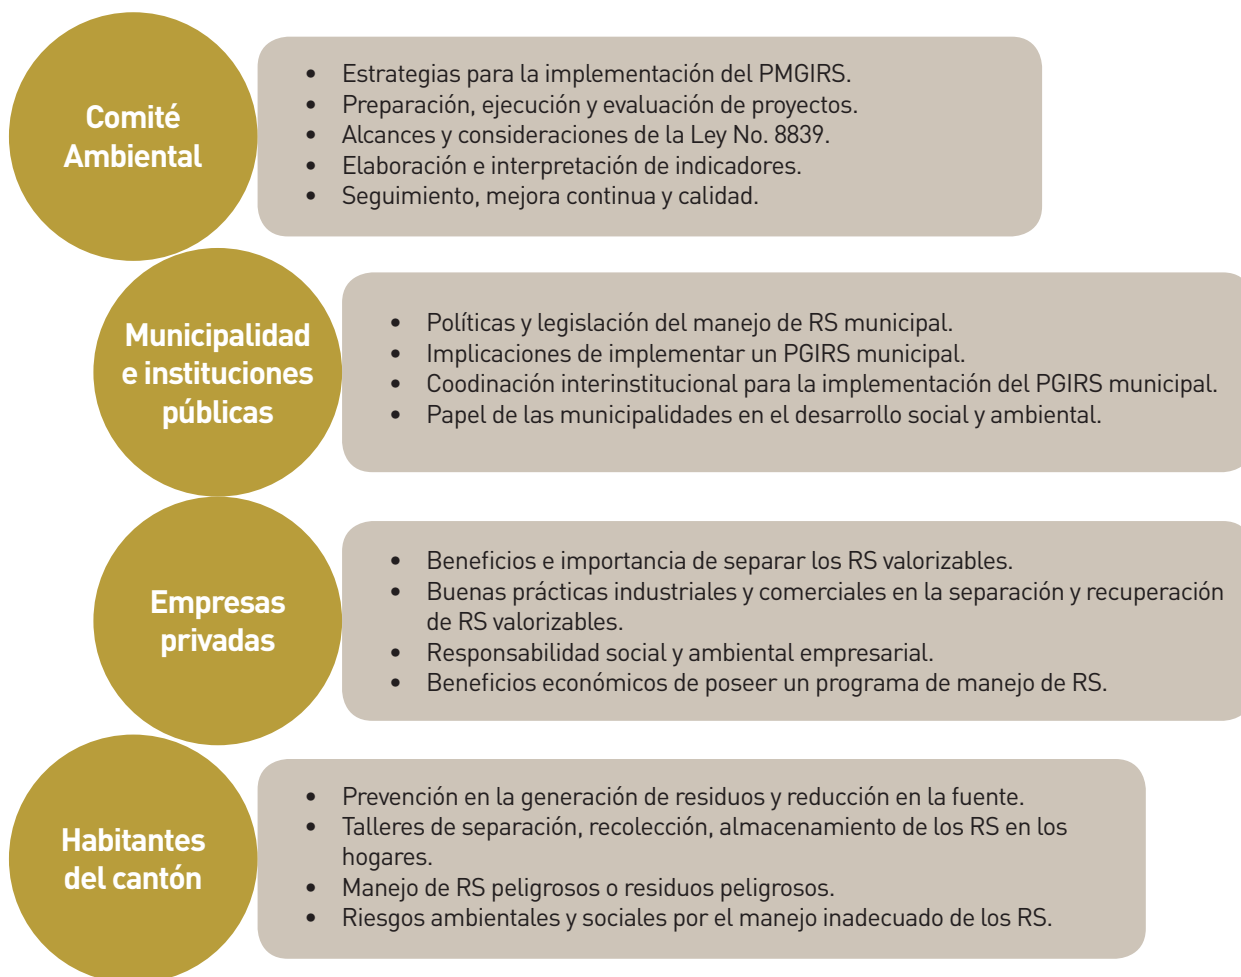 Comité
Ambiental
• Estrategias para la implementación del PMGIRS.
• Preparación, ejecución y evaluación de proyectos.
• Alcances y consideraciones de la Ley No. 8839.
• Elaboración e interpretación de indicadores.
• Seguimiento, mejora continua y calidad.
Municipalidad
e instituciones
públicas
• Políticas y legislación del manejo de RS municipal.
• Implicaciones de implementar un PGIRS municipal.
• Coodinación interinstitucional para la implementación del PGIRS municipal.
• Papel de las municipalidades en el desarrollo social y ambiental.
Empresas
privadas
• Beneficios e importancia de separar los RS valorizables.
• Buenas prácticas industriales y comerciales en la separación y recuperación
de RS valorizables.
• Responsabilidad social y ambiental empresarial.
• Beneficios económicos de poseer un programa de manejo de RS.
Habitantes
del cantón
• Prevención en la generación de residuos y reducción en la fuente.
• Talleres de separación, recolección, almacenamiento de los RS en los
hogares.
• Manejo de RS peligrosos o residuos peligrosos.
• Riesgos ambientales y sociales por el manejo inadecuado de los RS.